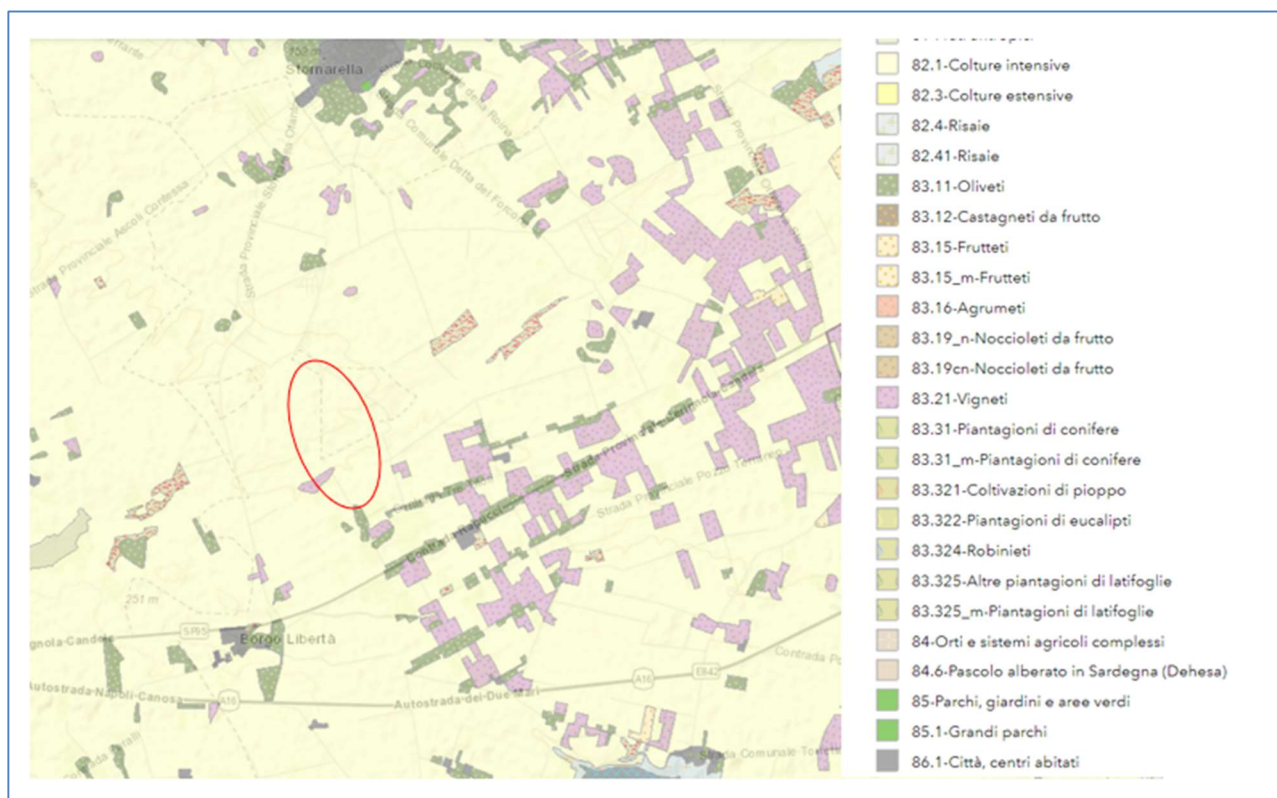 152 m
Stornarella
Strada Provinciale Ascoli Contessa
251 m
SP95
Borgo Libertà
Autostrada Napoli-Canosa
A16
Autostrada dei Due Mari
A16
E842
Contrada
Strada Provinciale Pozzo Terraneo
Strada Comunale
82.1-Colture intensive
82.3-Colture estensive
82.4-Risaie
82.41-Risaie
83.11-Oliveti
83.12-Castagneti da frutto
83.15-Frutteti
83.15_m-Frutteti
83.16-Agrumeti
83.19_n-Noccioleti da frutto
83.19cn-Noccioleti da frutto
83.21-Vigneti
83.31-Piantagioni di conifere
83.31_m-Piantagioni di conifere
83.321-Coltivazioni di pioppo
83.322-Piantagioni di eucalipti
83.324-Robinieti
83.325-Altre piantagioni di latifoglie
83.325_m-Piantagioni di latifoglie
84-Orti e sistemi agricoli complessi
84.6-Pascolo alberato in Sardegna (Dehesa)
85-Parchi, giardini e aree verdi
85.1-Grandi parchi
86.1-Città, centri abitati